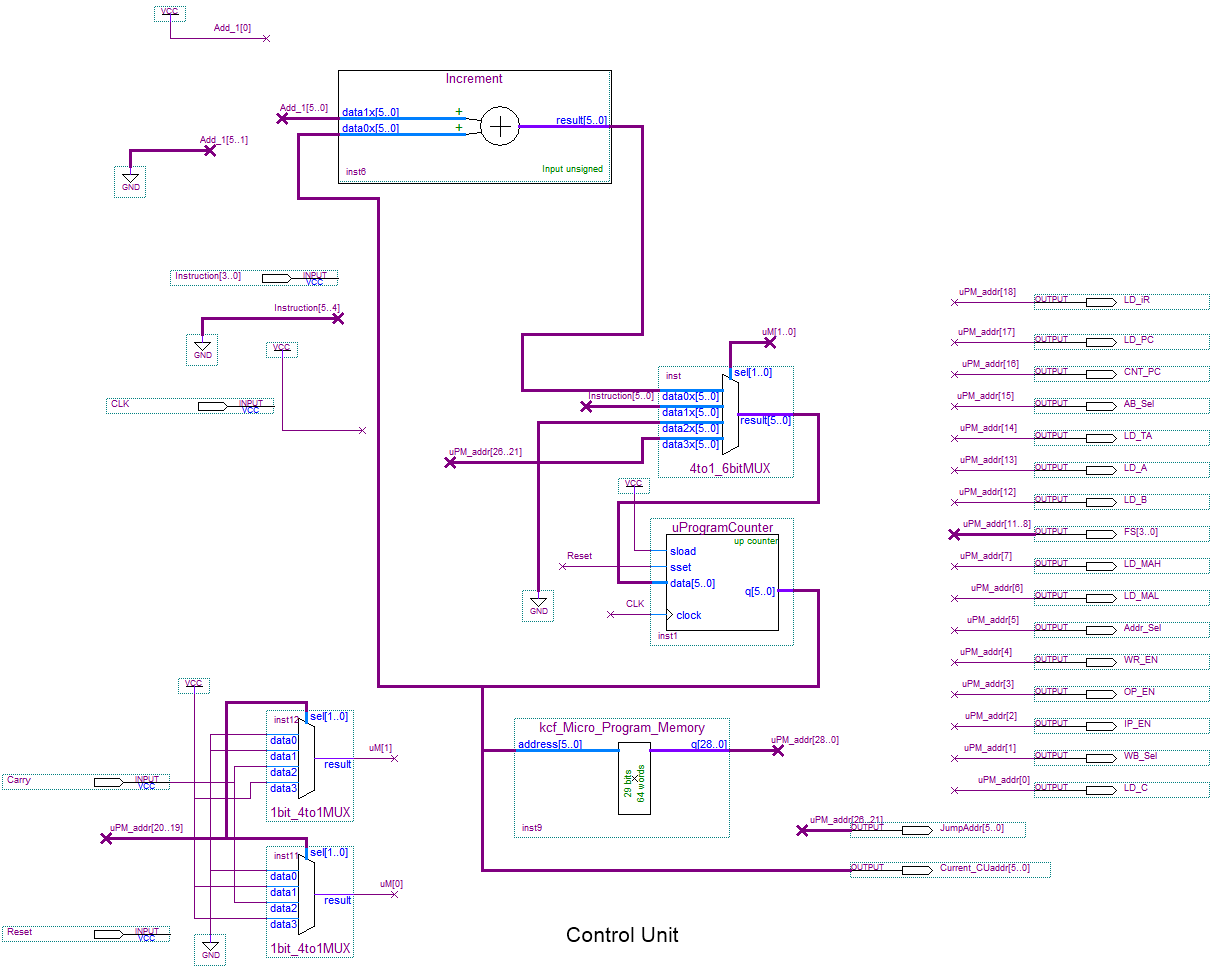 VCC
Add_1[0]
Increment
Add_1[5..0]
data1x[5..0]
+
result[5..0]
data0x[5..0]
+
Add_1[5..1]
GND
inst6
Input unsigned
Instruction[3..0]
INPUT
VCC
Instruction[5..4]
GND
VCC
CLK
INPUT
VCC
uM[1..0]
inst
sel[1..0]
Instruction[5..0]
data0x[5..0]
data1x[5..0]
result[5..0]
data2x[5..0]
data3x[5..0]
uPM_addr[26..21]
4to1_6bitMUX
VCC
uProgramCounter
up counter
sload
Reset
sset
data[5..0]
q[5..0]
CLK
clock
GND
inst1
uPM_addr[18]
OUTPUT
LD_iR
uPM_addr[17]
OUTPUT
LD_PC
uPM_addr[16]
OUTPUT
CNT_PC
uPM_addr[15]
OUTPUT
AB_Sel
uPM_addr[14]
OUTPUT
LD_TA
uPM_addr[13]
OUTPUT
LD_A
uPM_addr[12]
OUTPUT
LD_B
uPM_addr[11..8]
OUTPUT
FS[3..0]
uPM_addr[7]
OUTPUT
LD_MAH
uPM_addr[6]
OUTPUT
LD_MAL
uPM_addr[5]
OUTPUT
Addr_Sel
uPM_addr[4]
OUTPUT
WR_EN
uPM_addr[3]
OUTPUT
OP_EN
uPM_addr[2]
OUTPUT
IP_EN
uPM_addr[1]
OUTPUT
WB_Sel
uPM_addr[0]
OUTPUT
LD_C
VCC
inst12
sel[1..0]
data0
data1
uM[1]
result
data2
data3
1bit_4to1MUX
Carry
INPUT
VCC
uPM_addr[20..19]
inst11
sel[1..0]
data0
data1
uM[0]
result
data2
data3
1bit_4to1MUX
Reset
INPUT
VCC
GND
kcf_Micro_Program_Memory
address[5..0]
q[28..0]
uPM_addr[28..0]
29 bits
64 words
inst9
uPM_addr[26..21]
OUTPUT
JumpAddr[5..0]
OUTPUT
Current_CUaddr[5..0]
Control Unit